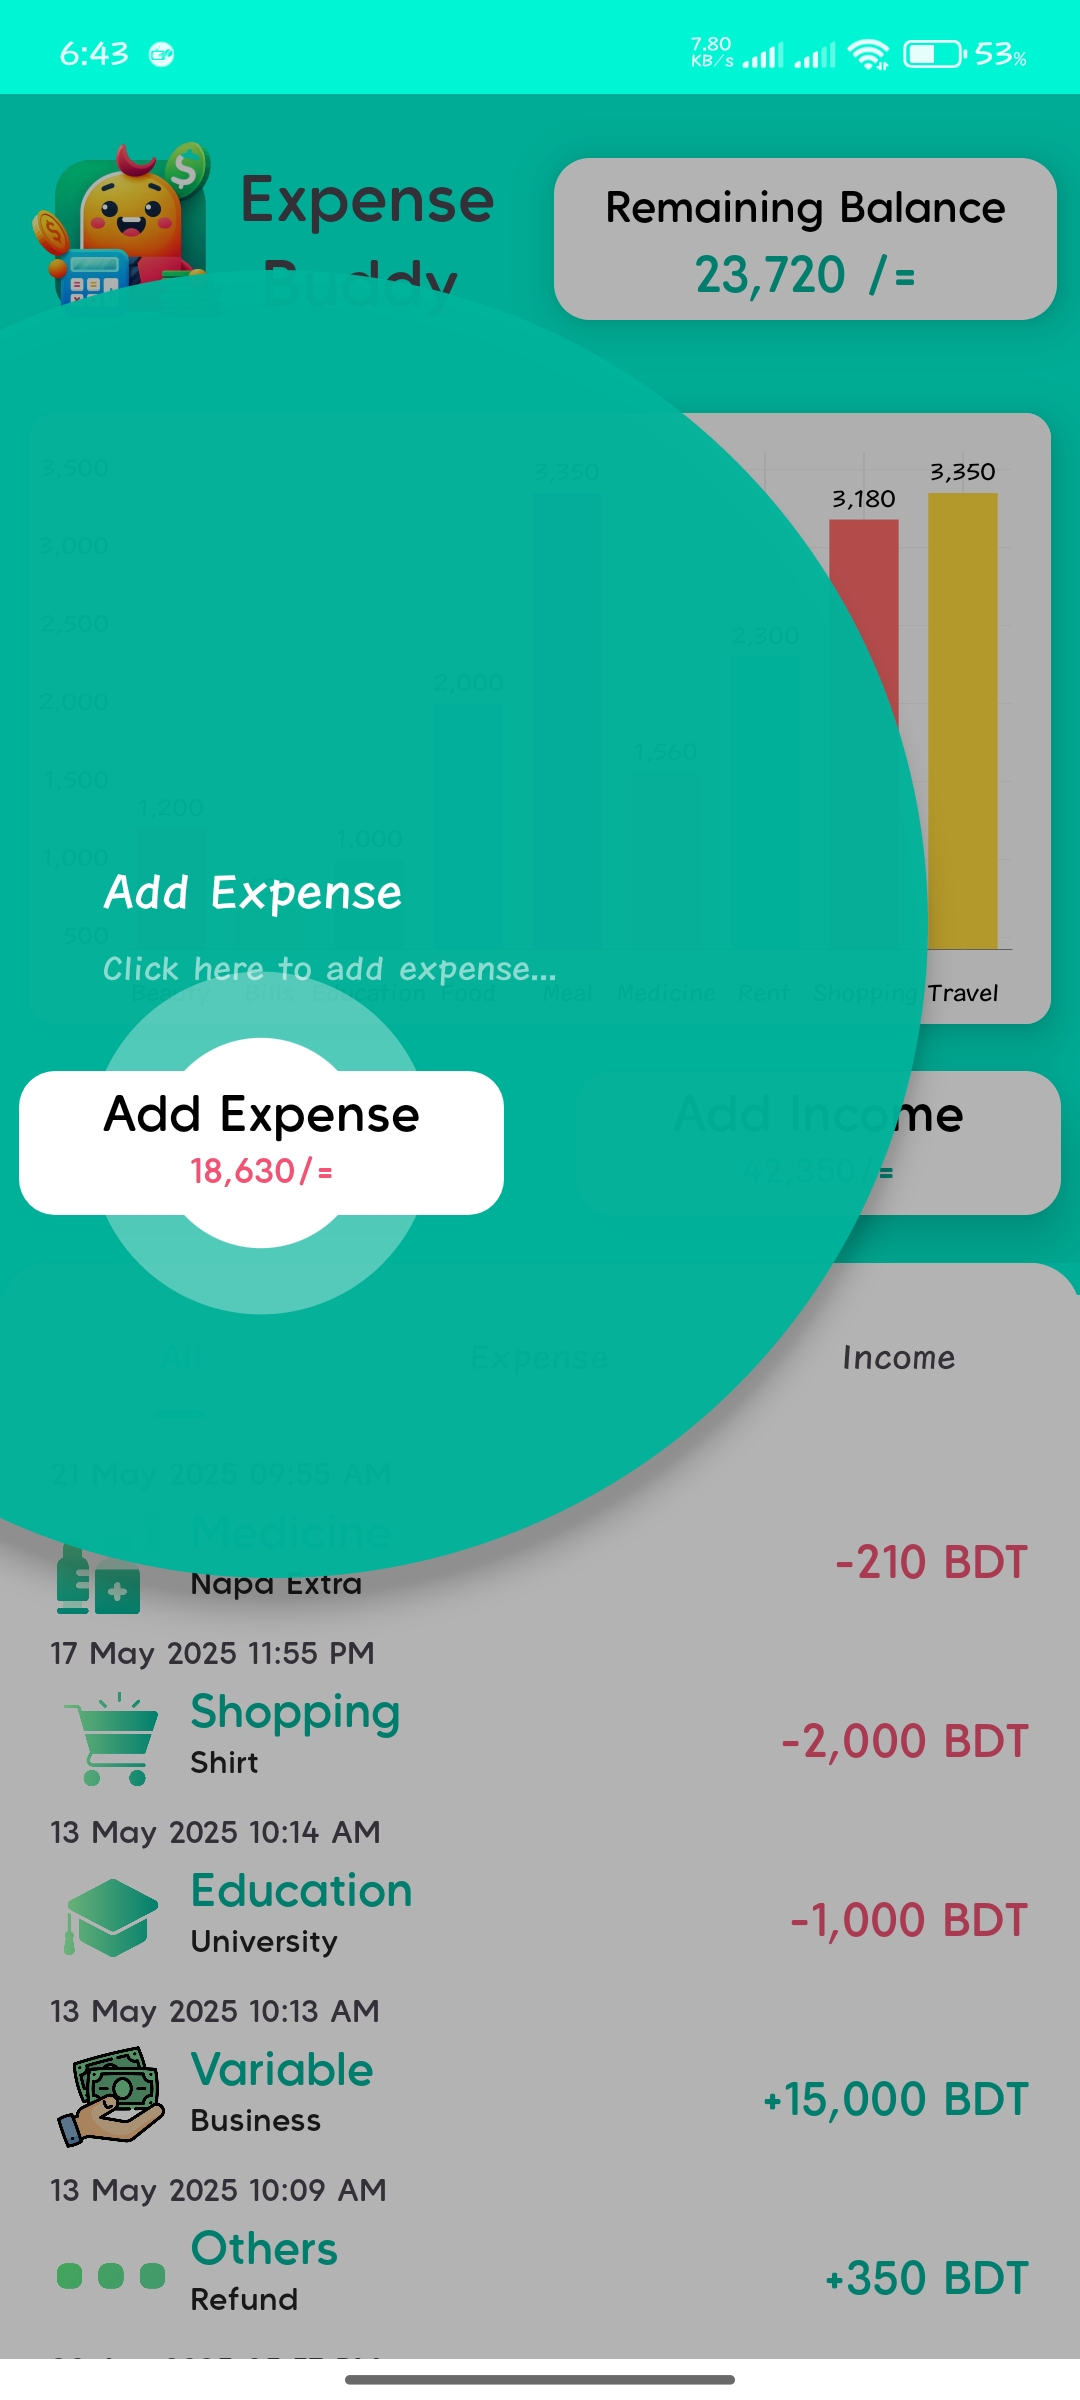 6:43
7.80
KB/s
53%
Expense
Buddy
Remaining Balance
23,720 /=
3,500
3,000
2,500
2,000
1,500
1,000
500
1,200
1,000
2,000
3,350
1,560
2,300
3,180
3,350
Beauty Bills Education Food Meal Medicine Rent Shopping Travel
Add Expense
Click here to add expense...
Add Expense
18,630/=
Add Income
42,350/=
All Expense Income
21 May 2025 09:55 AM
Medicine
Napa Extra
-210 BDT
17 May 2025 11:55 PM
Shopping
Shirt
-2,000 BDT
13 May 2025 10:14 AM
Education
University
-1,000 BDT
13 May 2025 10:13 AM
Variable
Business
+15,000 BDT
13 May 2025 10:09 AM
Others
Refund
+350 BDT